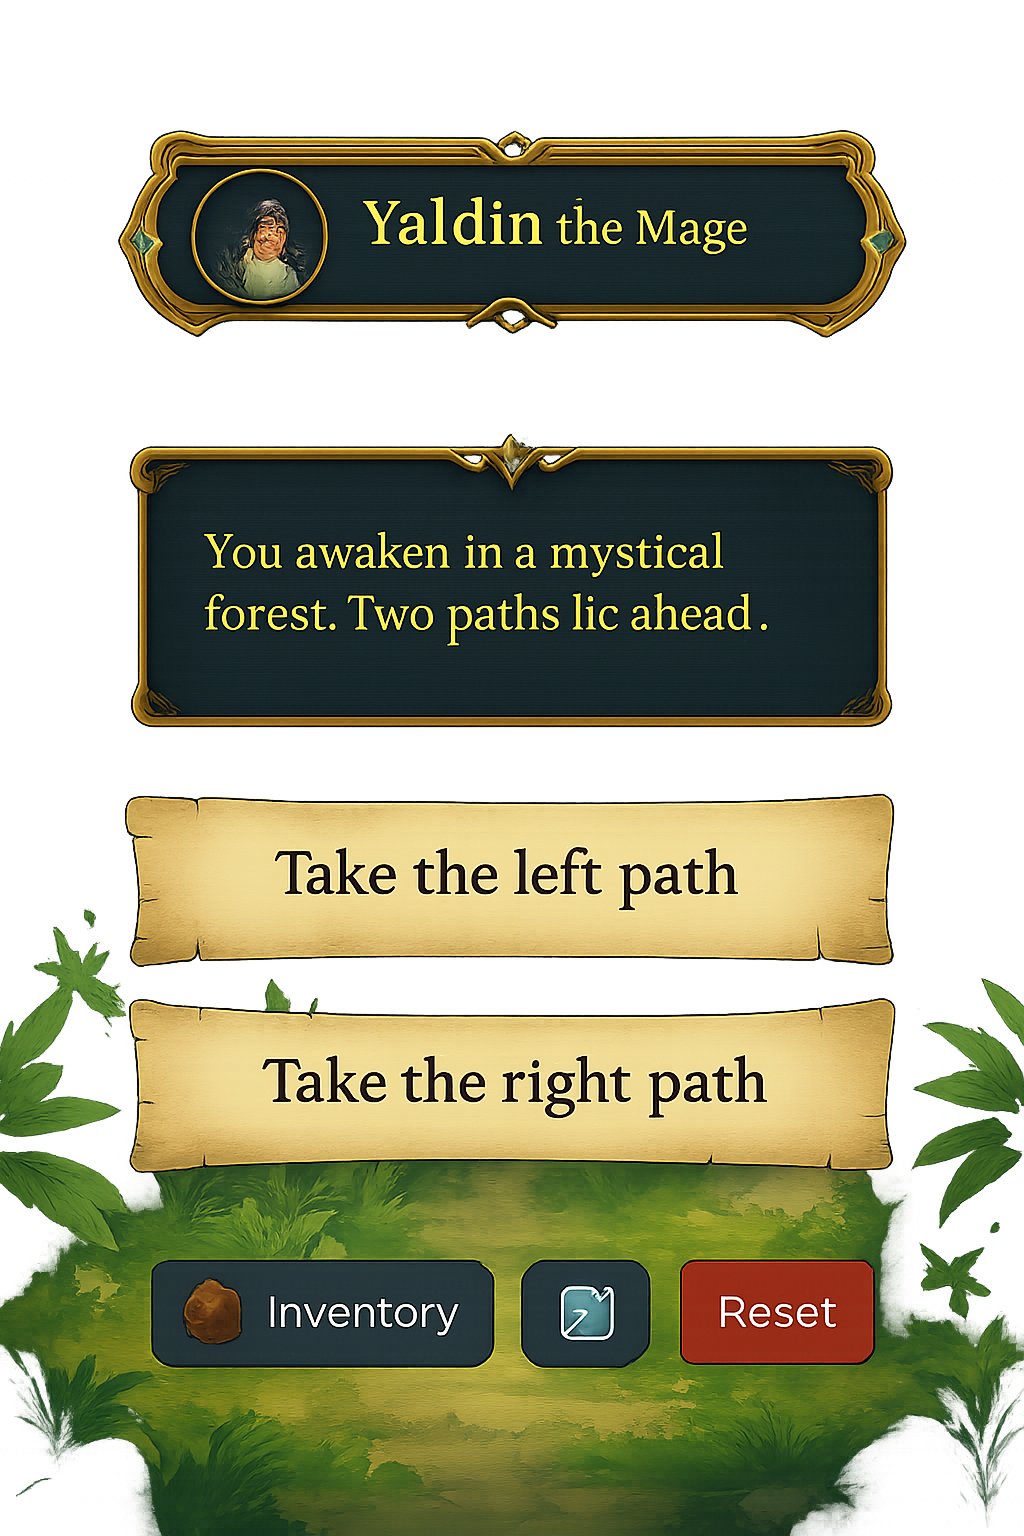 Yaldin the Mage
You awaken in a mystical
forest. Two paths lic ahead.
Take the left path
Take the right path
Inventory
Reset